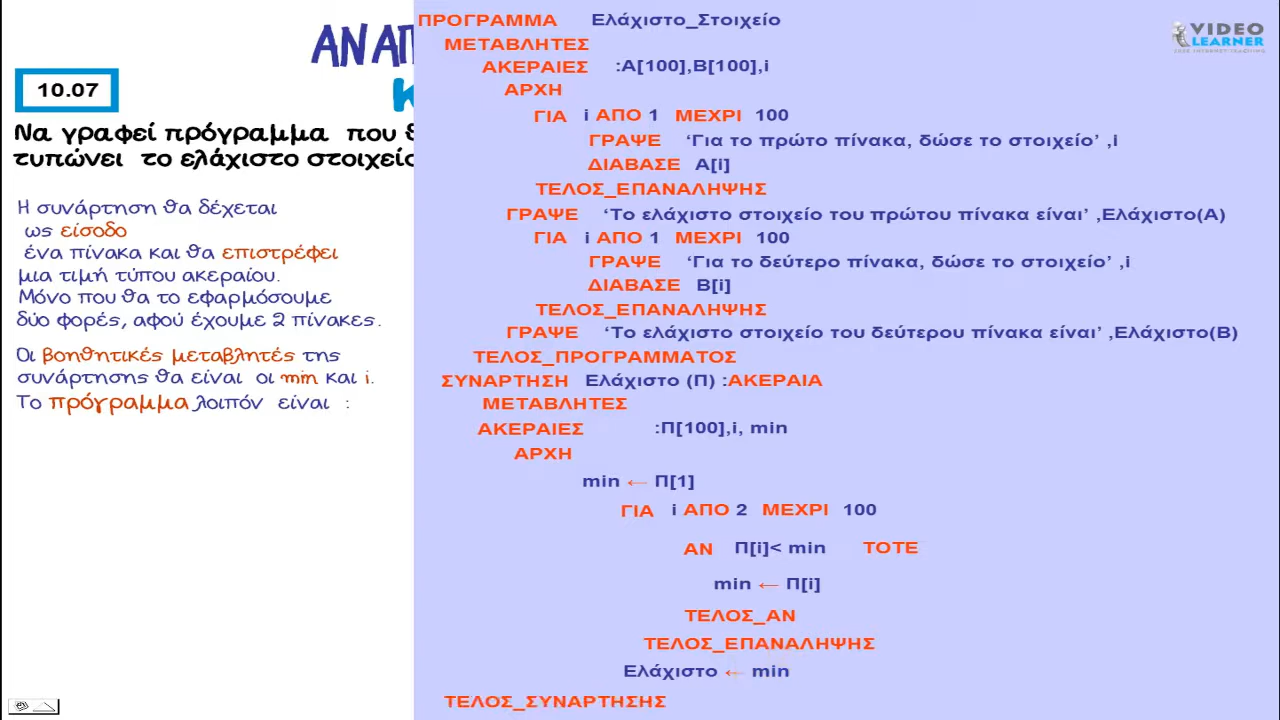 ΑΝ ΑΠ
10.07
Κ
Να γραφεί πρόγραμμα που θ
τυπώνει το ελάχιστο στοιχείο
Η συνάρτηση θα δέχεται
ως είσοδο
ένα πίνακα και θα επιστρέφει
μια τιμή τύπου ακεραίου.
Μόνο που θα το εφαρμόσουμε
δύο φορές, αφού έχουμε 2 πίνακες.
Οι βοηθητικές μεταβλητές της
συνάρτησης θα είναι οι min και i.
Το πρόγραμμα λοιπόν είναι :
ΠΡΟΓΡΑΜΜΑ Ελάχιστο_Στοιχείο
ΜΕΤΑΒΛΗΤΕΣ
ΑΚΕΡΑΙΕΣ :Α[100],Β[100],i
ΑΡΧΗ
ΓΙΑ i ΑΠΟ 1 ΜΕΧΡΙ 100
ΓΡΑΨΕ ‘Για το πρώτο πίνακα, δώσε το στοιχείο’ ,i
ΔΙΑΒΑΣΕ Α[i]
ΤΕΛΟΣ_ΕΠΑΝΑΛΗΨΗΣ
ΓΡΑΨΕ ‘Το ελάχιστο στοιχείο του πρώτου πίνακα είναι’ ,Ελάχιστο(Α)
ΓΙΑ i ΑΠΟ 1 ΜΕΧΡΙ 100
ΓΡΑΨΕ ‘Για το δεύτερο πίνακα, δώσε το στοιχείο’ ,i
ΔΙΑΒΑΣΕ Β[i]
ΤΕΛΟΣ_ΕΠΑΝΑΛΗΨΗΣ
ΓΡΑΨΕ ‘Το ελάχιστο στοιχείο του δεύτερου πίνακα είναι’ ,Ελάχιστο(Β)
ΤΕΛΟΣ_ΠΡΟΓΡΑΜΜΑΤΟΣ
ΣΥΝΑΡΤΗΣΗ Ελάχιστο (Π) :ΑΚΕΡΑΙΑ
ΜΕΤΑΒΛΗΤΕΣ
ΑΚΕΡΑΙΕΣ :Π[100],i, min
ΑΡΧΗ
min ← Π[1]
ΓΙΑ i ΑΠΟ 2 ΜΕΧΡΙ 100
ΑΝ Π[i]< min ΤΟΤΕ
min ← Π[i]
ΤΕΛΟΣ_ΑΝ
ΤΕΛΟΣ_ΕΠΑΝΑΛΗΨΗΣ
Ελάχιστο ← min
ΤΕΛΟΣ_ΣΥΝΑΡΤΗΣΗΣ
VIDEO
LEARNER